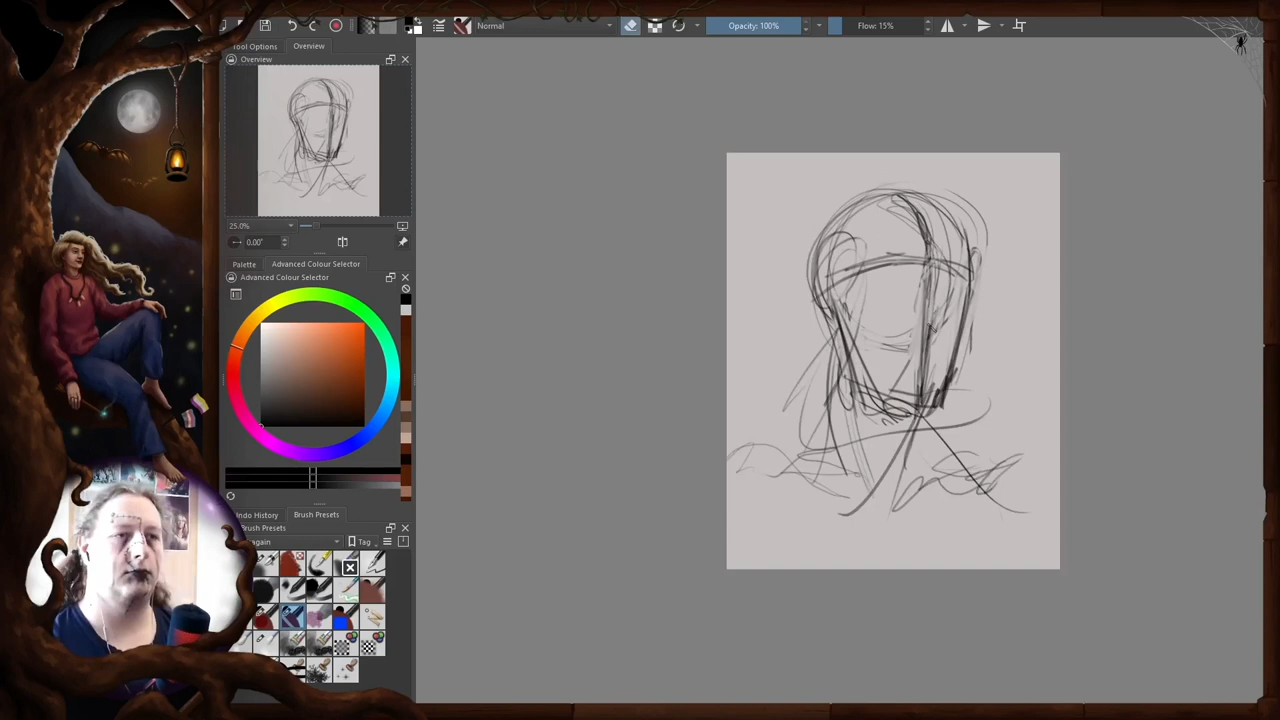 Normal
Opacity: 100%
Flow: 15%
Tool Options
Overview
Overview
25.0%
0.00°
Palette
Advanced Colour Selector
Advanced Colour Selector
Undo History
Brush Presets
Brush Presets
again
Tag